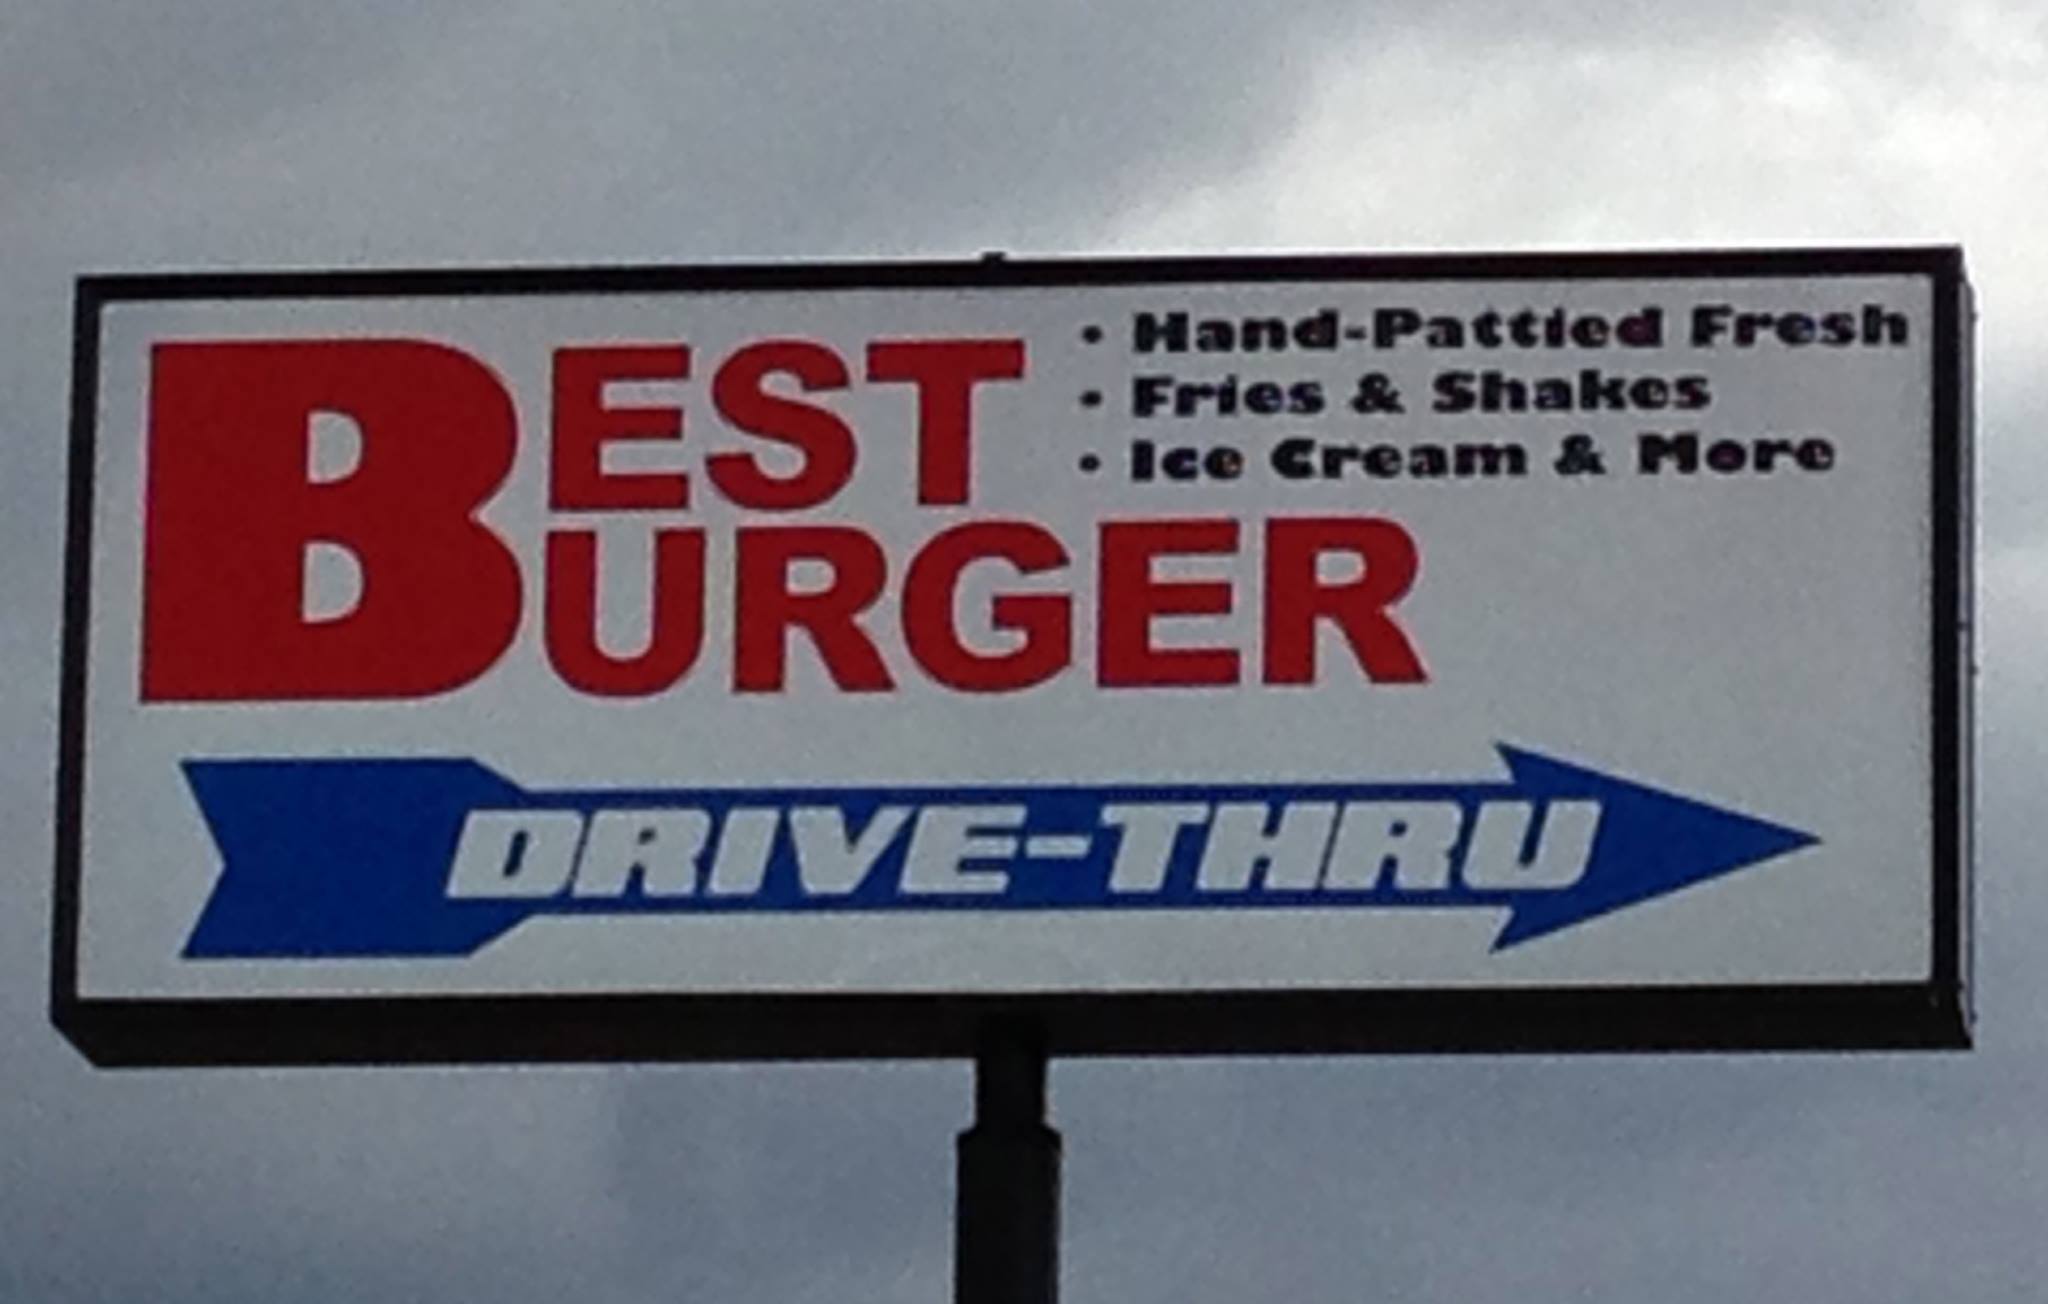 BEST
BURGER
• Hand-Pattied Fresh
• Fries & Shakes
• Ice Cream & More
DRIVE-THRU